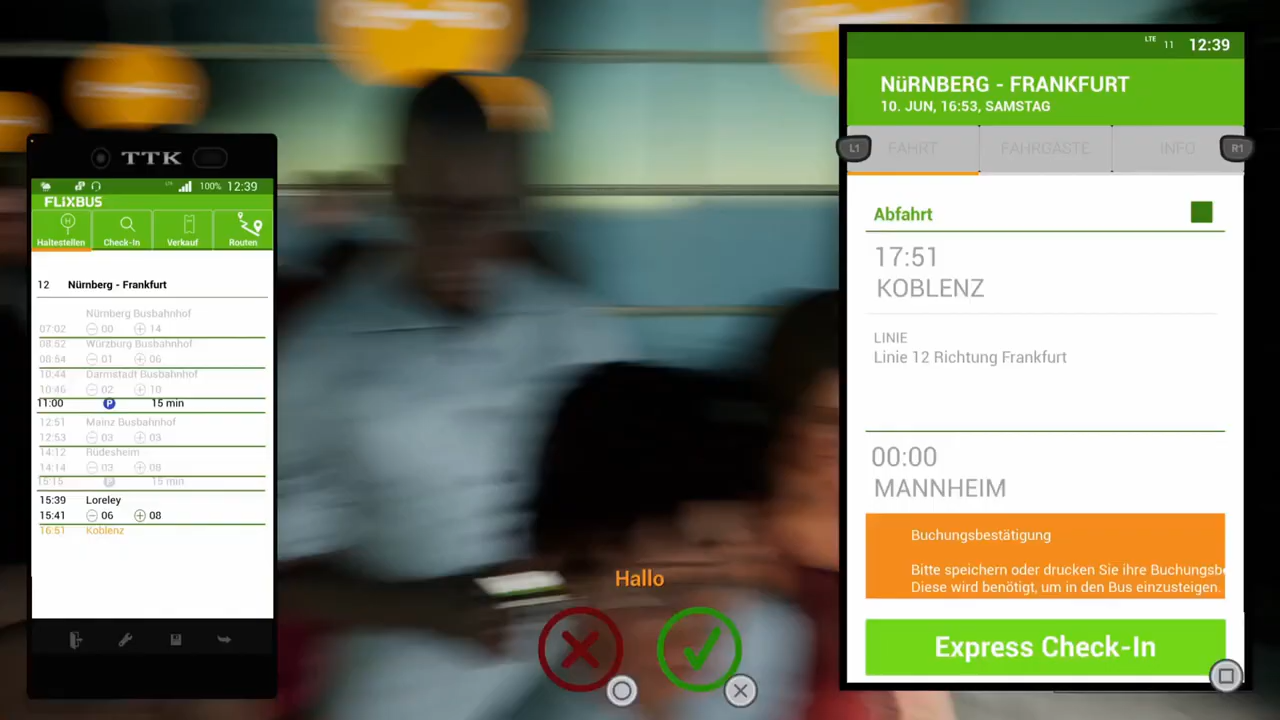 TTK
100% 12:39
FLiXBUS
Haltestellen
Check-In
Verkauf
Routen
12 Nürnberg - Frankfurt
Nürnberg Busbahnhof
07:02 00 14
08:52 Würzburg Busbahnhof
08:54 01 06
10:44 Darmstadt Busbahnhof
10:46 02 10
11:00 P 15 min
12:51 Mainz Busbahnhof
12:53 03 03
14:12 Rüdesheim
14:14 03 08
15:15 P 15 min
15:39 Loreley
15:41 06 08
16:51 Koblenz
Hallo
LTE 11 12:39
NüRNBERG - FRANKFURT
10. JUN, 16:53, SAMSTAG
L1 FAHRT FAHRGÄSTE INFO R1
Abfahrt
17:51
KOBLENZ
LINIE
Linie 12 Richtung Frankfurt
00:00
MANNHEIM
Buchungsbestätigung
Bitte speichern oder drucken Sie ihre Buchungsbe
Diese wird benötigt, um in den Bus einzusteigen.
Express Check-In